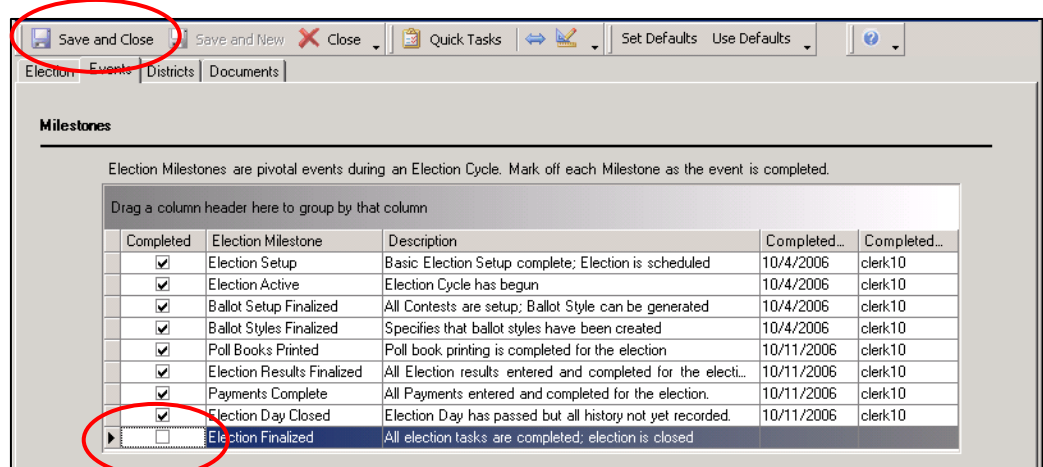 Save and Close Save and New Close Quick Tasks Set Defaults Use Defaults
Election Events Districts Documents
Milestones
Election Milestones are pivotal events during an Election Cycle. Mark off each Milestone as the event is completed.
Drag a column header here to group by that column
Completed Election Milestone Description Completed... Completed...
Election Setup Basic Election Setup complete; Election is scheduled 10/4/2006 clerk10
Election Active Election Cycle has begun 10/4/2006 clerk10
Ballot Setup Finalized All Contests are setup; Ballot Style can be generated 10/4/2006 clerk10
Ballot Styles Finalized Specifies that ballot styles have been created 10/4/2006 clerk10
Poll Books Printed Poll book printing is completed for the election 10/11/2006 clerk10
Election Results Finalized All Election results entered and completed for the electi... 10/11/2006 clerk10
Payments Complete All Payments entered and completed for the election. 10/11/2006 clerk10
Election Day Closed Election Day has passed but all history not yet recorded. 10/11/2006 clerk10
Election Finalized All election tasks are completed; election is closed